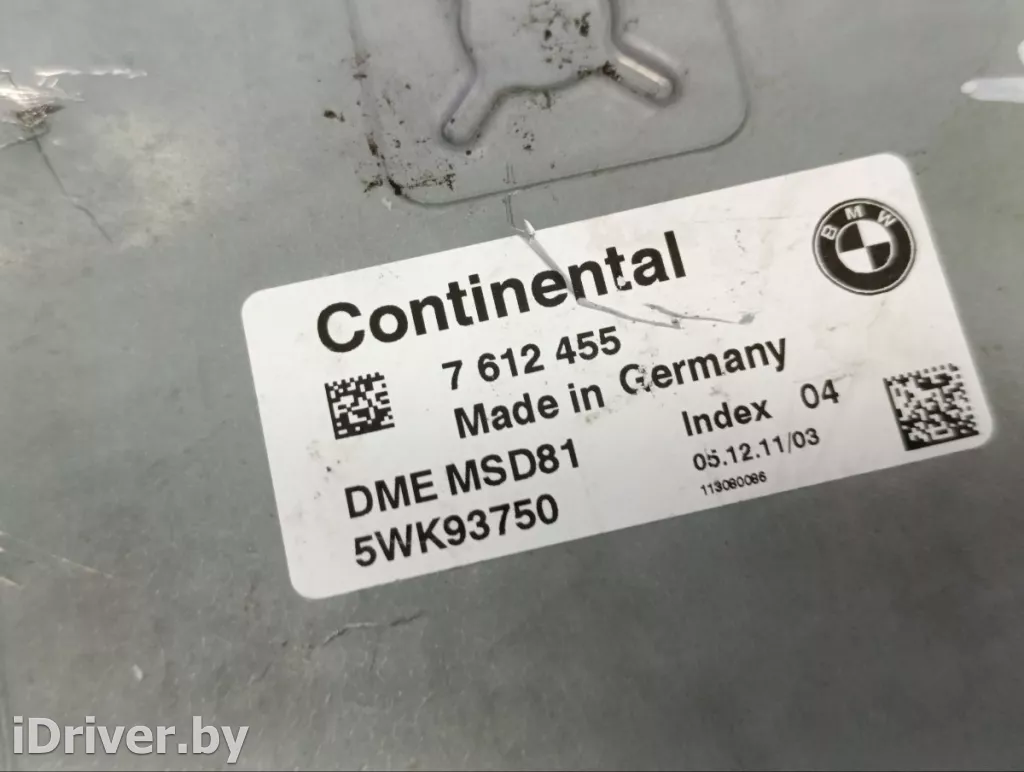 BMW
Continental
7 612 455
Made in Germany
Index 04
DME MSD81
05.12.11/03
5WK93750
113080086
iDriver.by